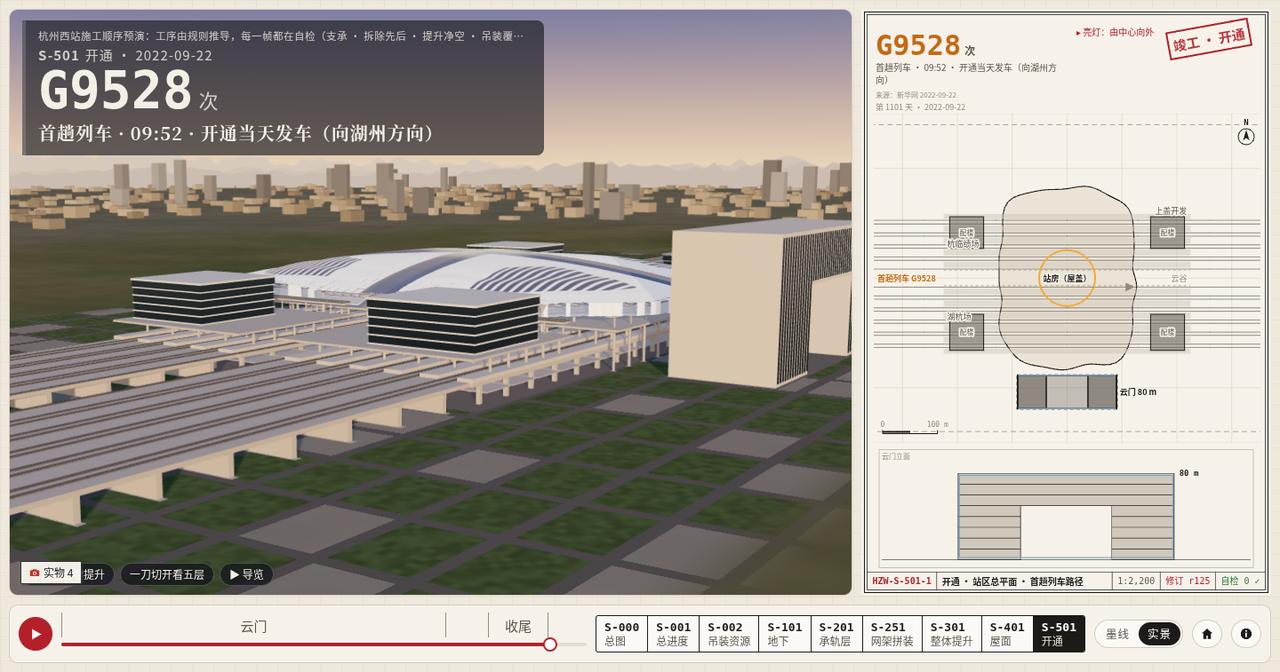 杭州西站施工顺序预演：工序由规则推导，每一帧都在自检（支承 · 拆除先后 · 提升净空 · 吊装覆…
S-501 开通 · 2022-09-22
G9528 次
首趟列车 · 09:52 · 开通当天发车（向湖州方向）
实物 4
提升
一刀切开看五层
▶ 导览
G9528 次
▸ 亮灯：由中心向外
竣工 · 开通
首趟列车 · 09:52 · 开通当天发车（向湖州方
向）
来源：新华网 2022-09-22
第 1101 天 · 2022-09-22
N
上盖开发
配楼
配楼
杭临绩场
首趟列车 G9528
站房（屋盖）
云谷
湖杭场
配楼
配楼
云门 80 m
0 100 m
云门立面
80 m
HZW-S-501-1
开通 · 站区总平面 · 首趟列车路径
1:2,200
修订 r125
自检 0 ✓
云门
收尾
S-000
总图
S-001
总进度
S-002
吊装资源
S-101
地下
S-201
承轨层
S-251
网架拼装
S-301
整体提升
S-401
屋面
S-501
开通
墨线
实景